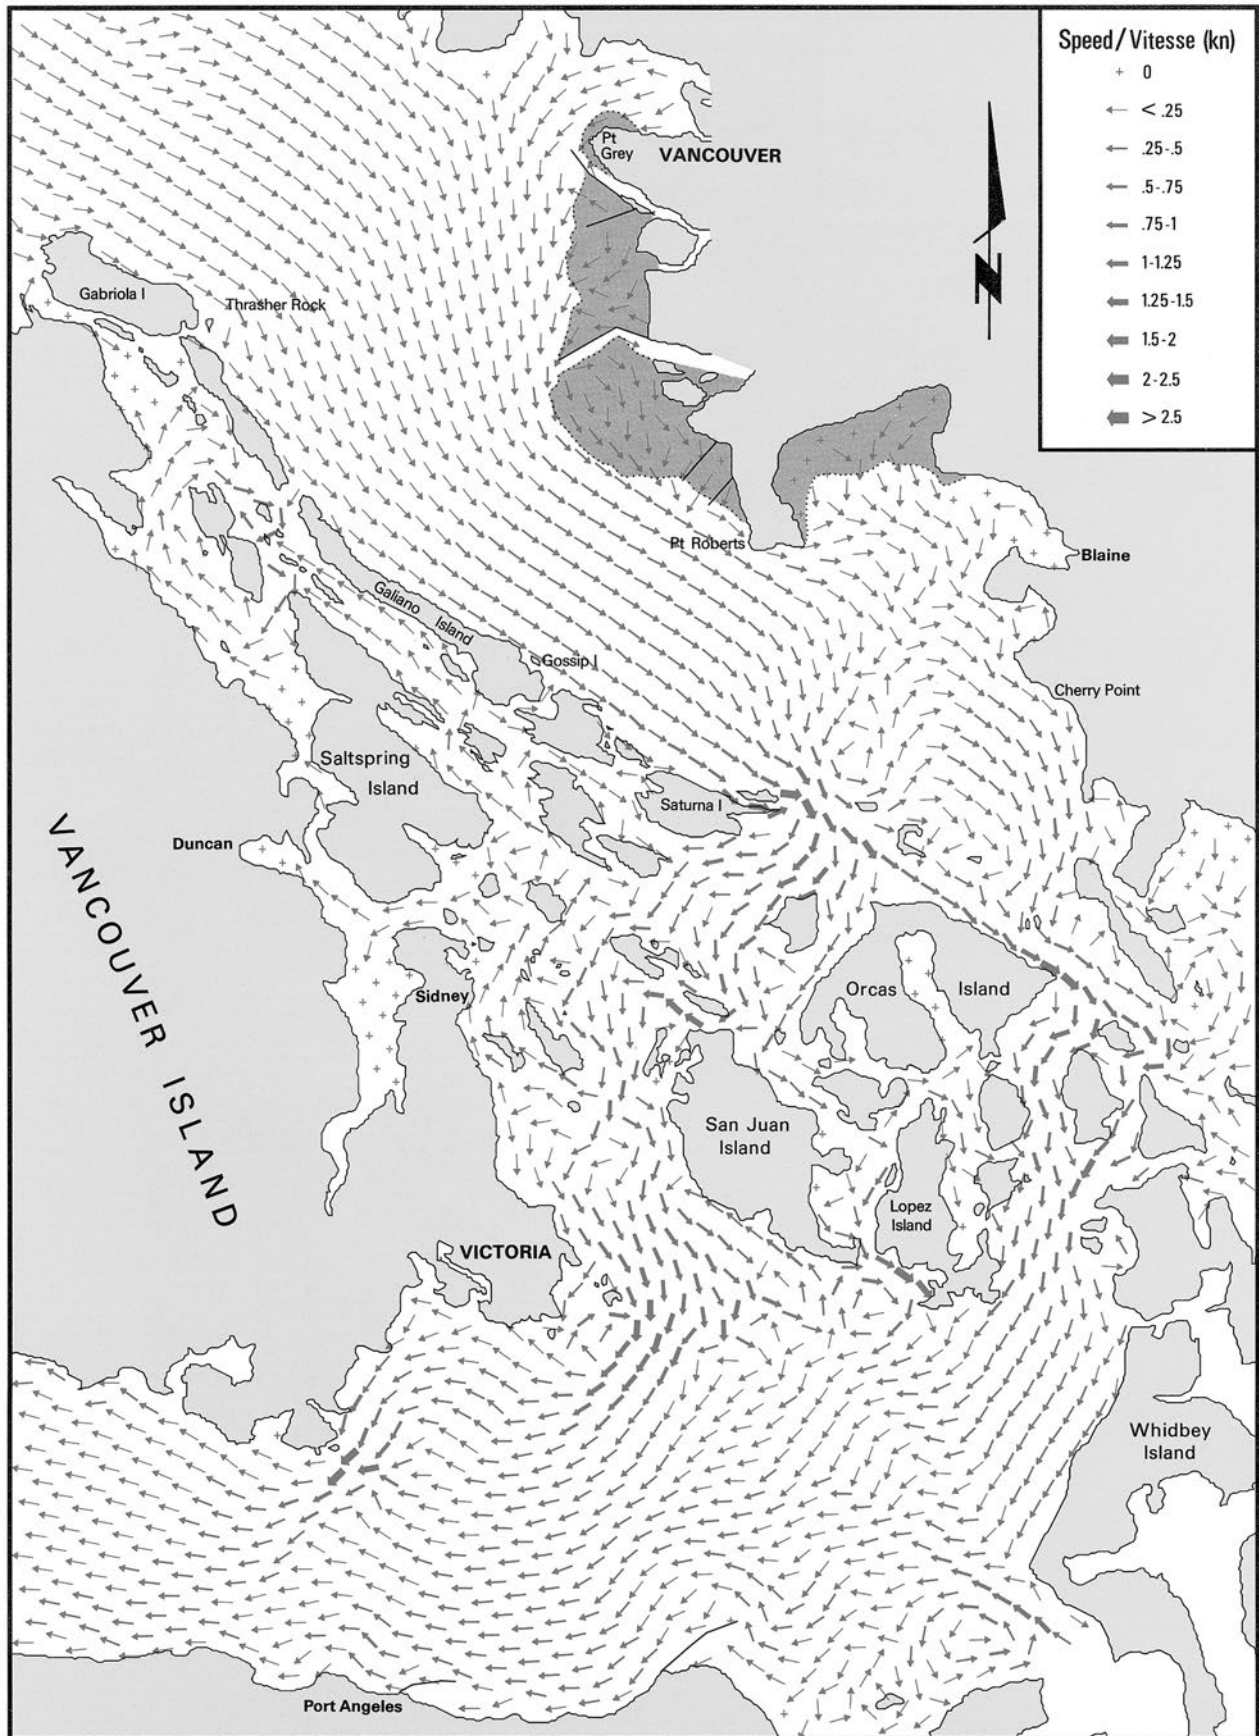 Speed/Vitesse (kn)
+ 0
< .25
.25-.5
.5-.75
.75-1
1-1.25
1.25-1.5
1.5-2
2-2.5
> 2.5
N
Pt
Grey
VANCOUVER
Gabriola I
Thrasher Rock
Pt Roberts
Blaine
Galiano
Island
Gossip I
Cherry Point
Saltspring
Island
Saturna I
Duncan
VANCOUVER ISLAND
Sidney
Orcas Island
San Juan
Island
Lopez
Island
VICTORIA
Whidbey
Island
Port Angeles